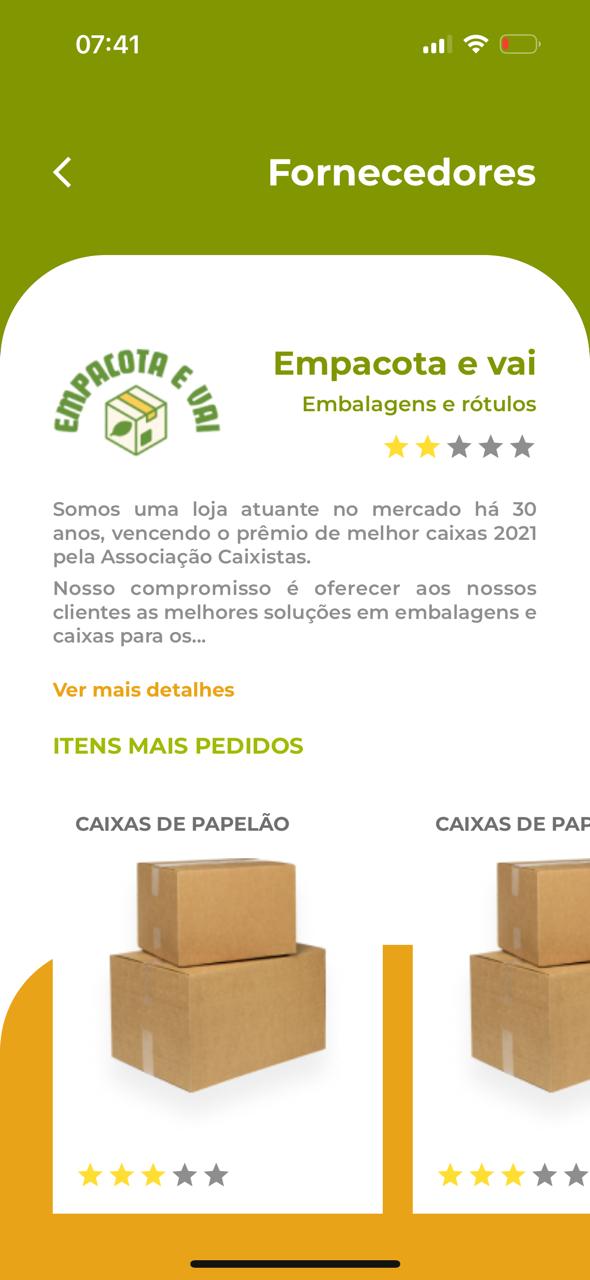 07:41
Fornecedores
EMPACOTA E VAI
Empacota e vai
Embalagens e rótulos
Somos uma loja atuante no mercado há 30
anos, vencendo o prêmio de melhor caixas 2021
pela Associação Caixistas.
Nosso compromisso é oferecer aos nossos
clientes as melhores soluções em embalagens e
caixas para os...
Ver mais detalhes
ITENS MAIS PEDIDOS
CAIXAS DE PAPELÃO
CAIXAS DE PAP